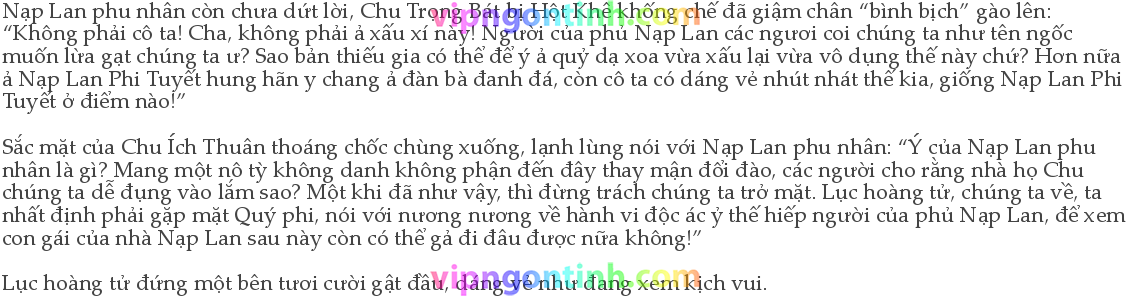 Nạp Lan phu nhân còn chưa dứt lời, Chu Trọng Bát bị Hột Khê khống chế đã giậm chân “bình bịch” gào lên:
“Không phải cô ta! Cha, không phải ả xấu xí này! Người của phủ Nạp Lan các ngươi coi chúng ta như tên ngốc
muốn lừa gạt chúng ta ư? Sao bản thiếu gia có thể để ý ả quỷ dạ xoa vừa xấu lại vừa vô dụng thế này chứ? Hơn nữa
ả Nạp Lan Phi Tuyết hung hãn y chang ả đàn bà đanh đá, còn cô ta có dáng vẻ nhút nhát thế kia, giống Nạp Lan Phi
Tuyết ở điểm nào!”
Sắc mặt của Chu Ích Thuân thoáng chốc chùng xuống, lạnh lùng nói với Nạp Lan phu nhân: “Ý của Nạp Lan phu
nhân là gì? Mang một nô tỳ không danh không phận đến đây thay mận đổi đào, các người cho rằng nhà họ Chu
chúng ta dễ đụng vào lắm sao? Một khi đã như vậy, thì đừng trách chúng ta trở mặt. Lục hoàng tử, chúng ta về, ta
nhất định phải gặp mặt Quý phi, nói với nương nương về hành vi độc ác ỷ thế hiếp người của phủ Nạp Lan, để xem
con gái của nhà Nạp Lan sau này còn có thể gả đi đâu được nữa không!”
Lục hoàng tử đứng một bên tươi cười gật đầu, dáng vẻ như đang xem kịch vui.
vipngontinh.com
vipngontinh.com